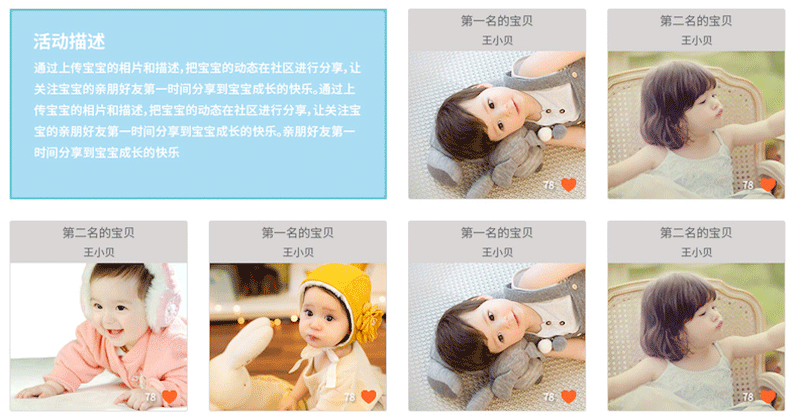 活动描述
通过上传宝宝的相片和描述，把宝宝的动态在社区进行分享，让
关注宝宝的亲朋好友第一时间分享到宝宝成长的快乐。通过上
传宝宝的相片和描述，把宝宝的动态在社区进行分享，让关注宝
宝的亲朋好友第一时间分享到宝宝成长的快乐。亲朋好友第一
时间分享到宝宝成长的快乐
第一名的宝贝
王小贝
78
第二名的宝贝
王小贝
78
第二名的宝贝
王小贝
78
第一名的宝贝
王小贝
78
第一名的宝贝
王小贝
78
第二名的宝贝
王小贝
78